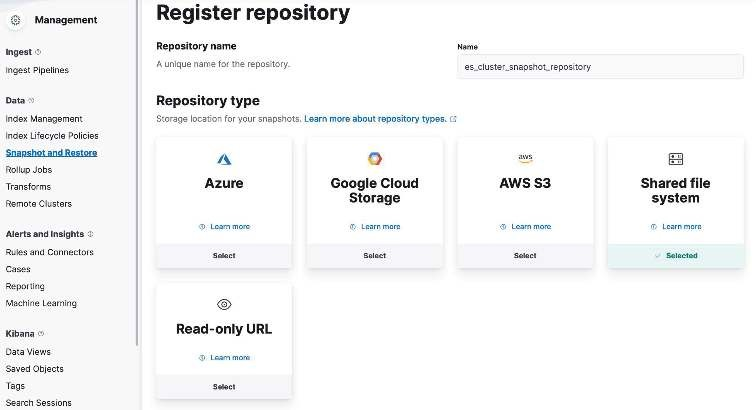 Management
Ingest
Ingest Pipelines
Data
Index Management
Index Lifecycle Policies
Snapshot and Restore
Rollup Jobs
Transforms
Remote Clusters
Alerts and Insights
Rules and Connectors
Cases
Reporting
Machine Learning
Kibana
Data Views
Saved Objects
Tags
Search Sessions
Register repository
Repository name
A unique name for the repository.
Name
es_cluster_snapshot_repository
Repository type
Storage location for your snapshots. Learn more about repository types.
Azure
Learn more
Select
Google Cloud
Storage
Learn more
Select
aws
AWS S3
Learn more
Select
Shared file
system
Learn more
Selected
Read-only URL
Learn more
Select